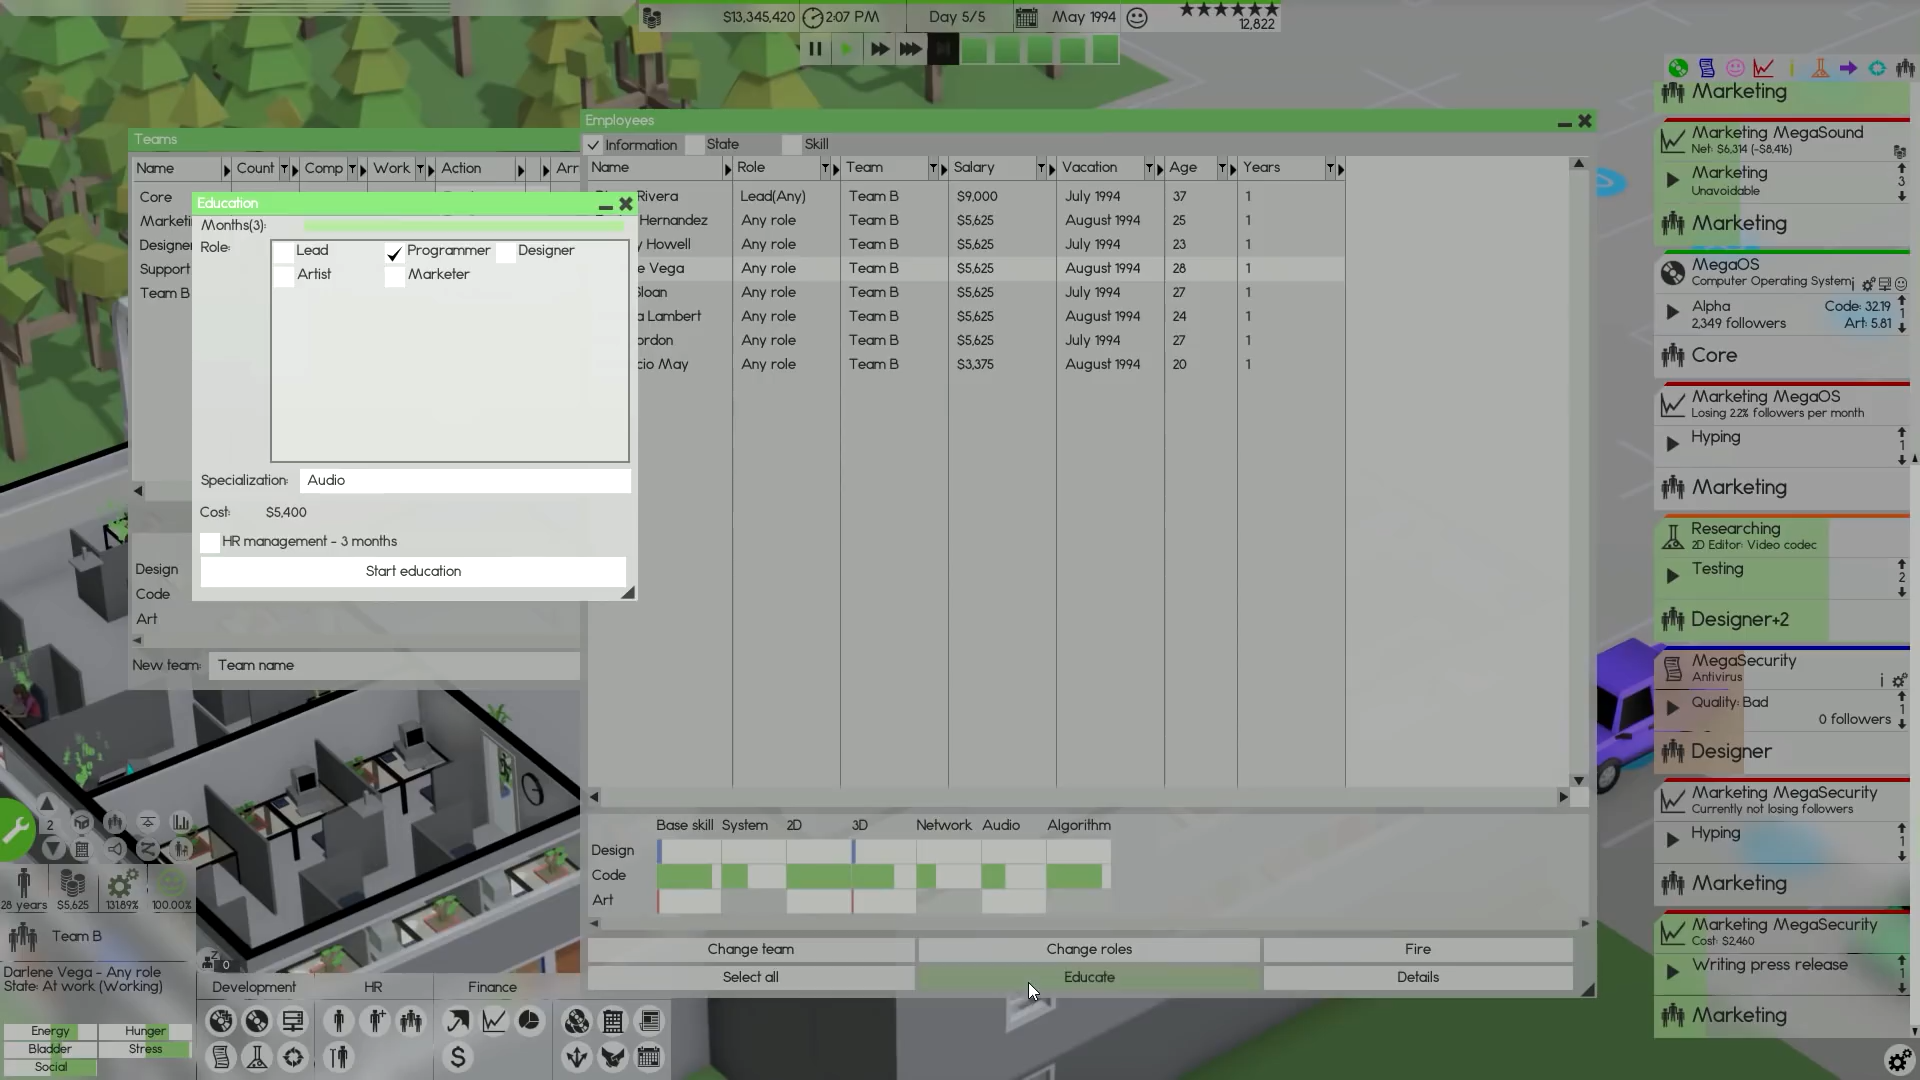 $13,345,420 2:07 PM Day 5/5 May 1994 12,822
Employees
Teams
Information State Skill
Name Count Comp Work Action Arr
Name Role Team Salary Vacation Age Years
Core
Designer
Support
Team B
Rivera Lead(Any) Team B $9,000 July 1994 37 1
Hernandez Any role Team B $5,625 August 1994 25 1
Howell Any role Team B $5,625 July 1994 23 1
Vega Any role Team B $5,625 August 1994 28 1
Sloan Any role Team B $5,625 July 1994 27 1
Lambert Any role Team B $5,625 August 1994 24 1
Any role Team B $5,625 July 1994 27 1
May Any role Team B $3,375 August 1994 20 1
Education
Months(3):
Role:
Lead Programmer Designer
Artist Marketer
Specialization: Audio
Cost: $5,400
HR management - 3 months
Start education
Design
Code
Art
New team: Team name
Base skill System 2D 3D Network Audio Algorithm
Design
Code
Art
Change team Change roles Fire
Select all Educate Details
Marketing
Marketing MegaSound
Net: $6,314 (-$8,416)
Marketing
Unavoidable
3
Marketing
MegaOS
Computer Operating System
Alpha Code: 32.19
2,349 followers Art: 5.81
1
Core
Marketing MegaOS
Losing 2.2% followers per month
Hyping
1
Marketing
Researching
2D Editor: Video codec
Testing
2
Designer+2
MegaSecurity
Antivirus
Quality: Bad
0 followers
1
Designer
Marketing MegaSecurity
Currently not losing followers
Hyping
1
Marketing
Marketing MegaSecurity
Cost: $2,460
Writing press release
1
Marketing
2
28 years $5,625 131.89% 100.00%
Team B
Darlene Vega - Any role
State: At work (Working)
Energy Hunger
Bladder Stress
Social
Z 0
Development HR Finance